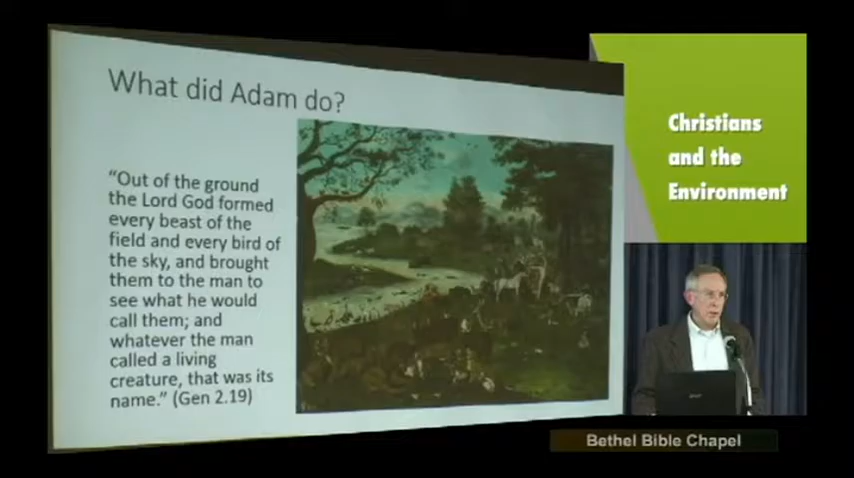 What did Adam do?
“Out of the ground
the Lord God formed
every beast of the
field and every bird of
the sky, and brought
them to the man to
see what he would
call them; and
whatever the man
called a living
creature, that was its
name.” (Gen 2.19)
Christians
and the
Environment
Bethel Bible Chapel